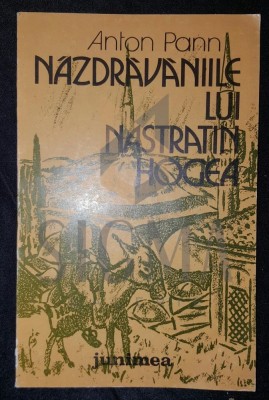 Anton Pann
NĂZDRĂVĂNIILE
LUI
NASTRATIN
HOGEA
junimea